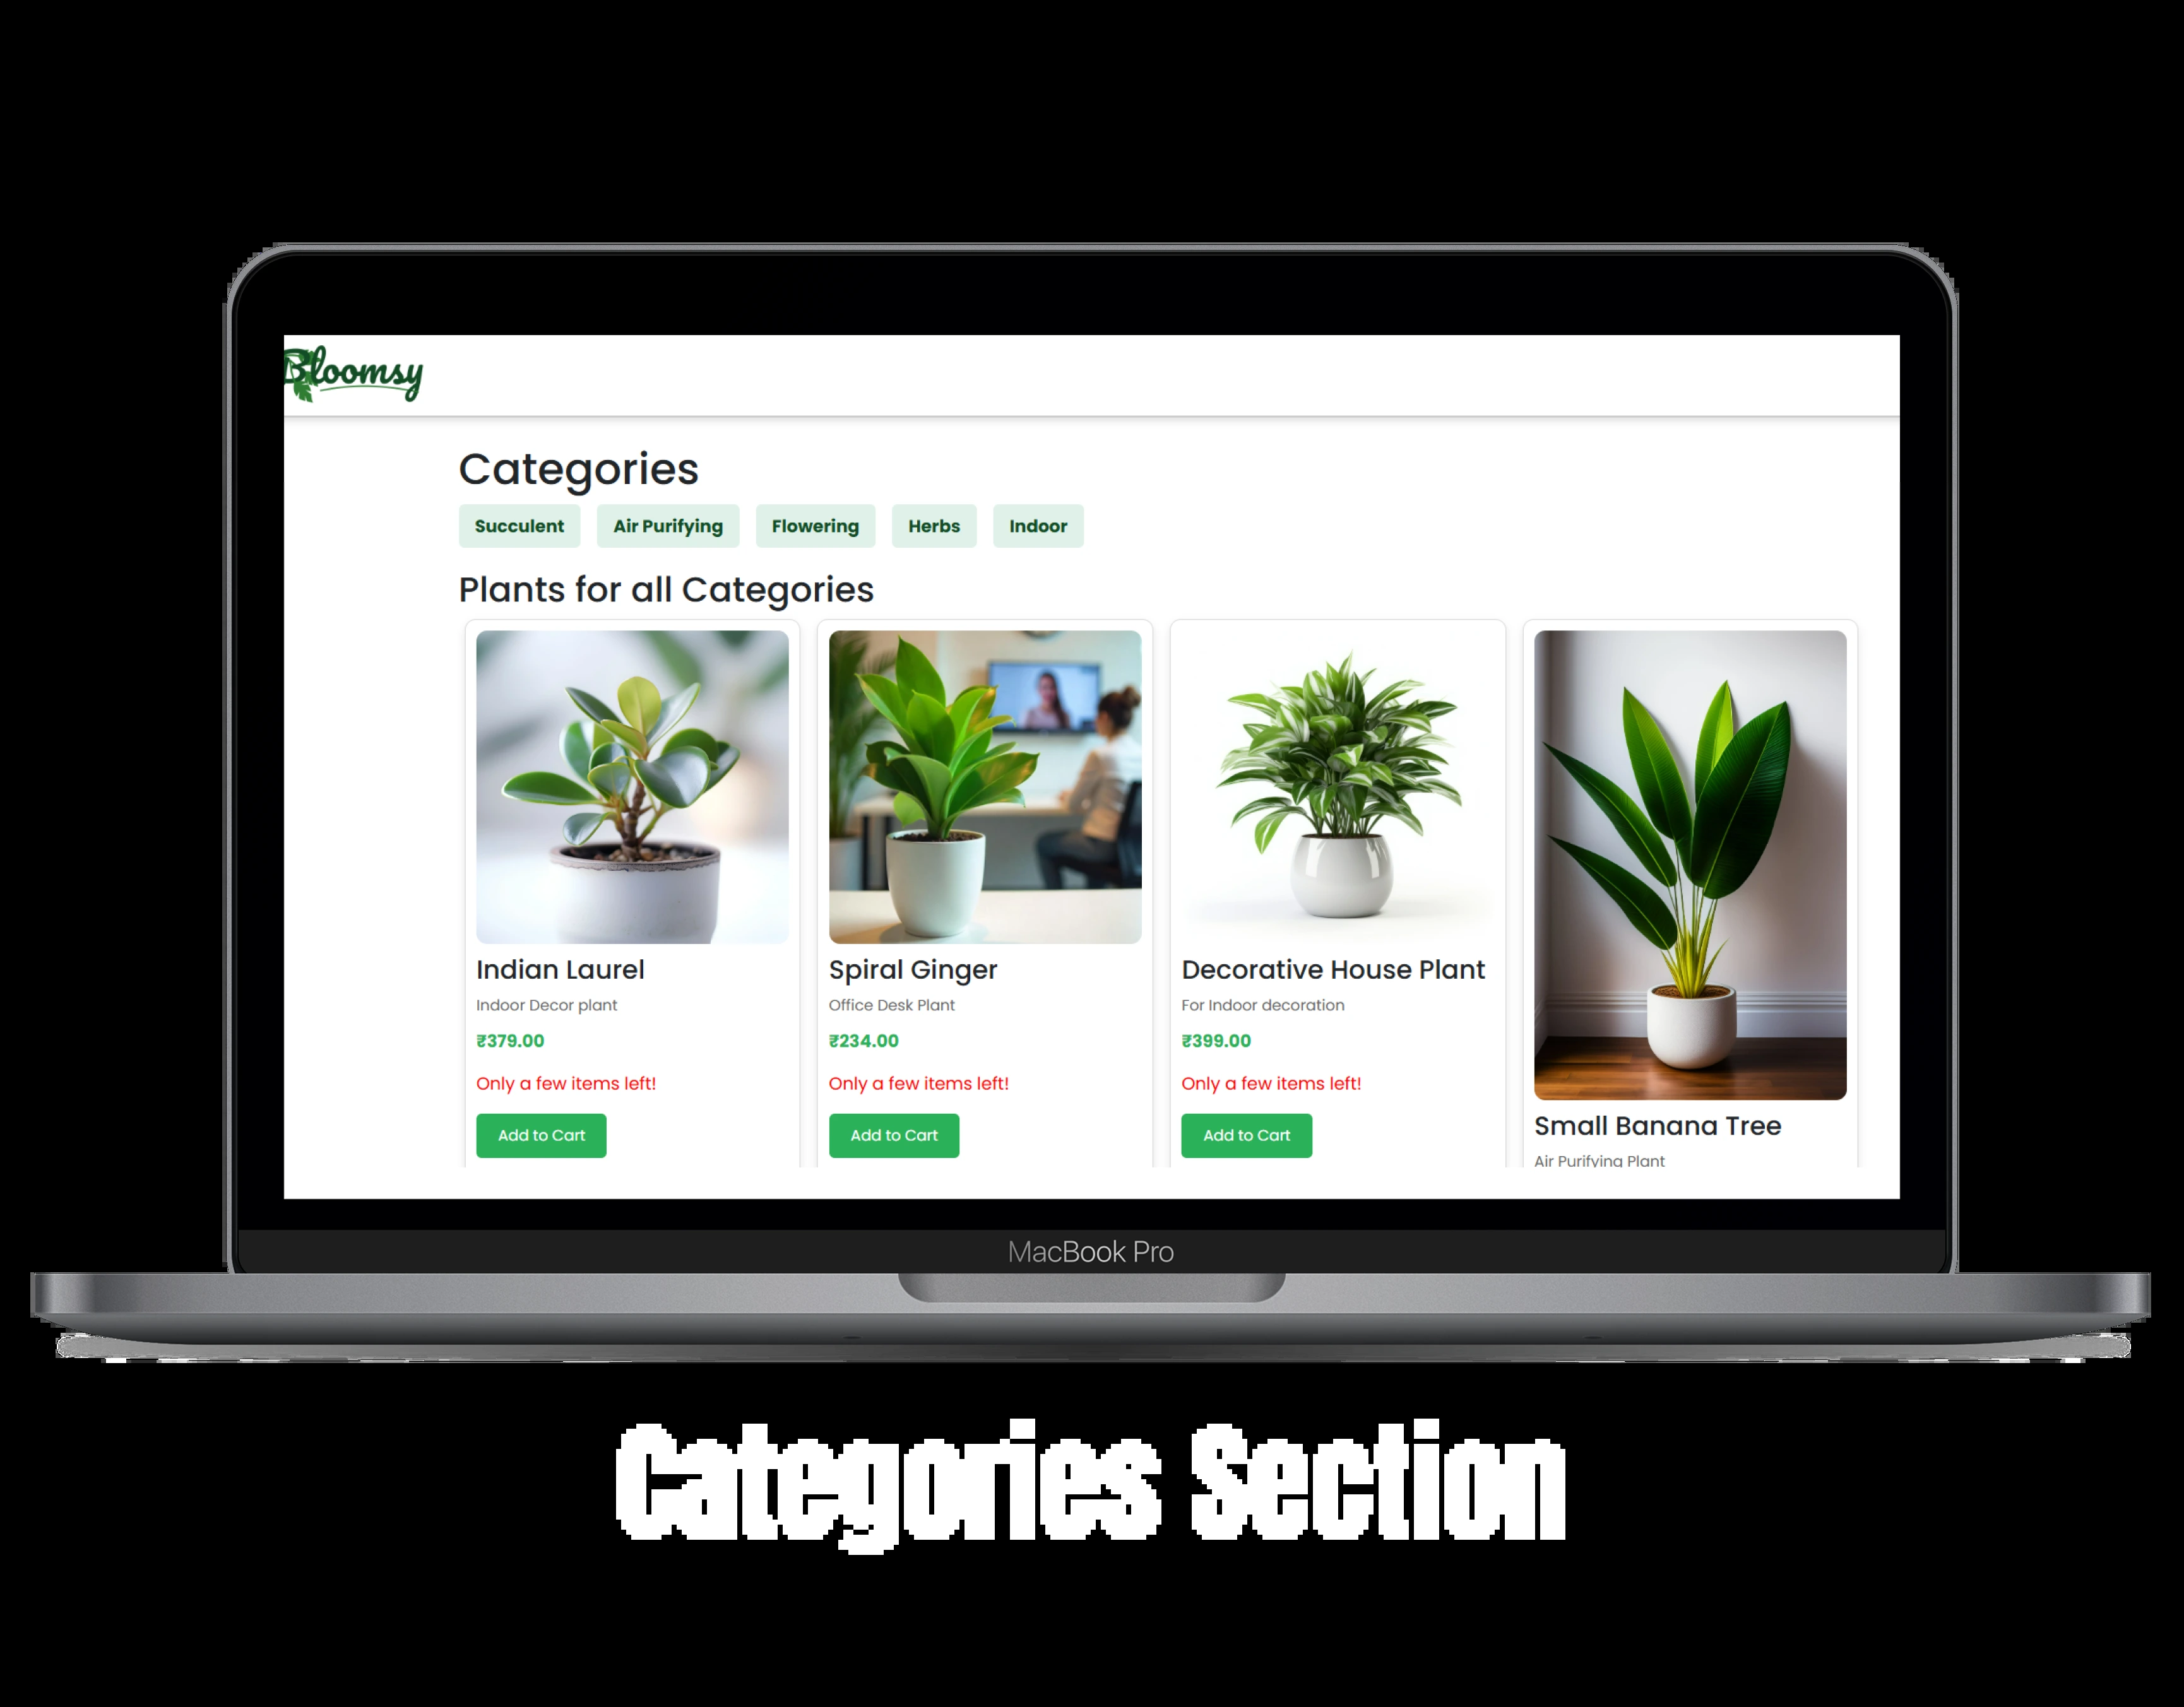 Bloomsy
Categories
Succulent Air Purifying Flowering Herbs Indoor
Plants for all Categories
Indian Laurel
Indoor Decor plant
₹379.00
Only a few items left!
Add to Cart
Spiral Ginger
Office Desk Plant
₹234.00
Only a few items left!
Add to Cart
Decorative House Plant
For Indoor decoration
₹399.00
Only a few items left!
Add to Cart
Small Banana Tree
Air Purifying Plant
MacBook Pro
Categories Section